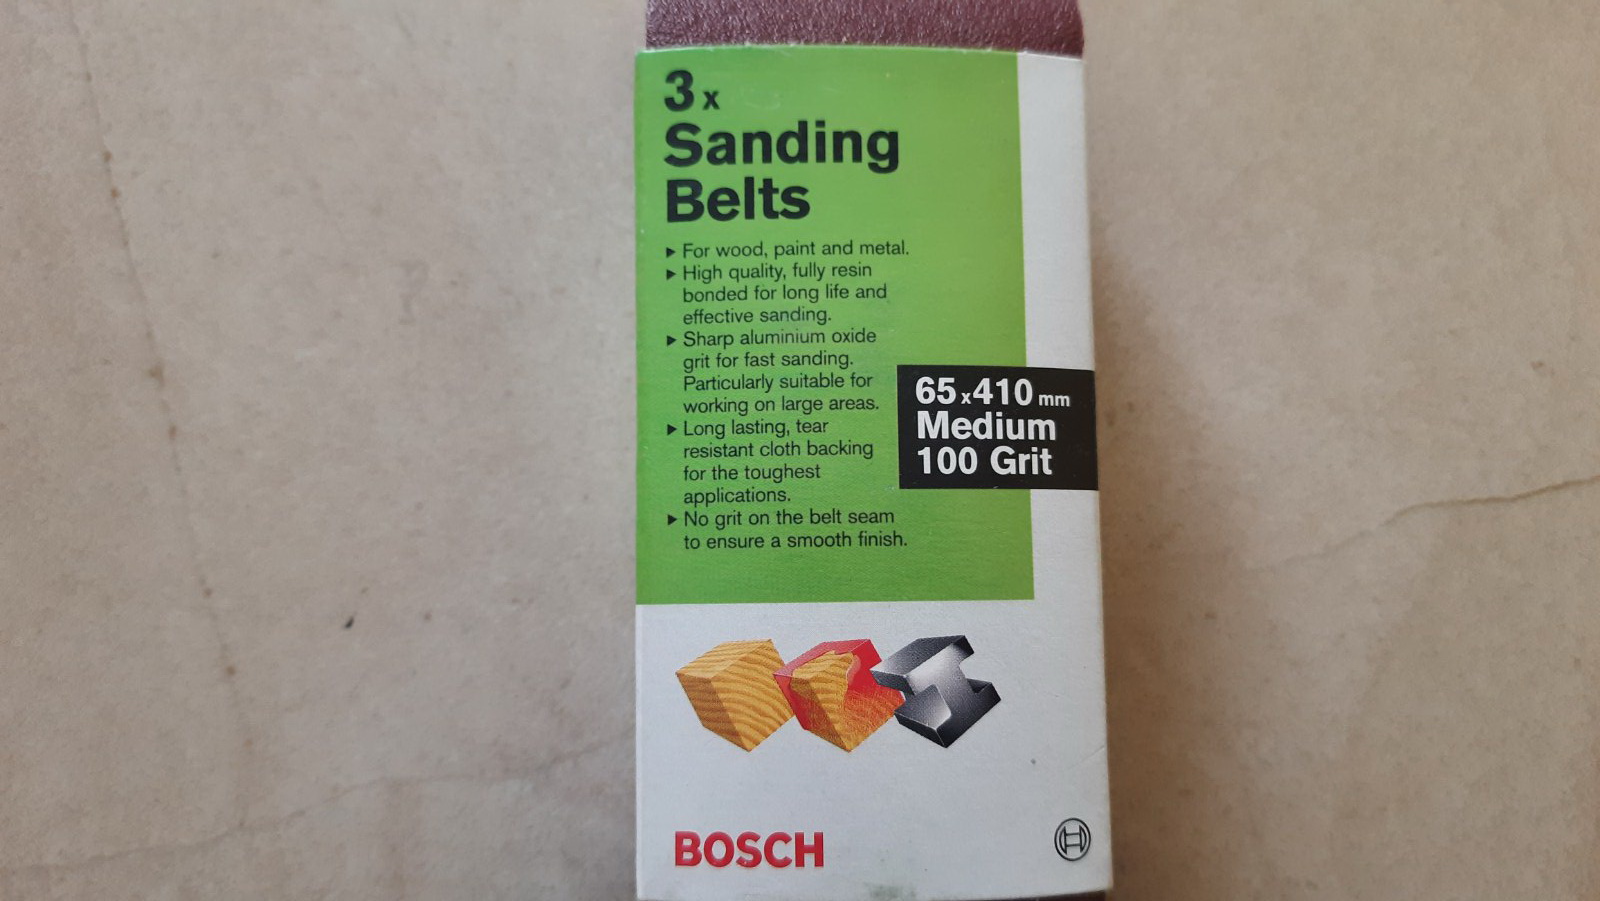 3 x
Sanding
Belts
► For wood, paint and metal.
► High quality, fully resin
bonded for long life and
effective sanding.
► Sharp aluminium oxide
grit for fast sanding.
Particularly suitable for
working on large areas.
► Long lasting, tear
resistant cloth backing
for the toughest
applications.
► No grit on the belt seam
to ensure a smooth finish.
65 x 410 mm
Medium
100 Grit
BOSCH